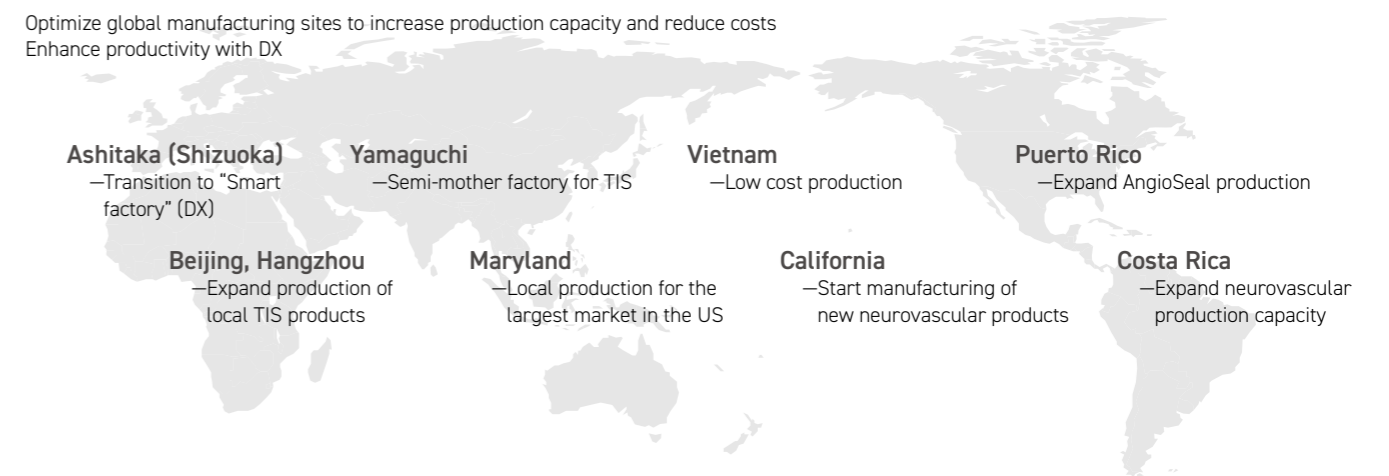 Optimize global manufacturing sites to increase production capacity and reduce costs
Enhance productivity with DX
Ashitaka (Shizuoka)
—Transition to "Smart
factory" (DX)
Yamaguchi
—Semi-mother factory for TIS
Vietnam
—Low cost production
Puerto Rico
—Expand AngioSeal production
Beijing, Hangzhou
—Expand production of
local TIS products
Maryland
—Local production for the
largest market in the US
California
—Start manufacturing of
new neurovascular products
Costa Rica
—Expand neurovascular
production capacity